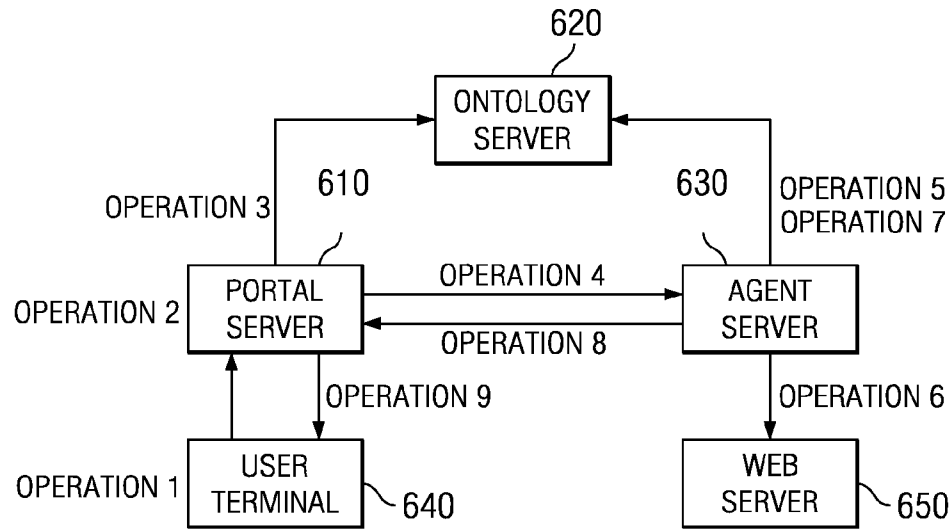 620
ONTOLOGY
SERVER
610
630
OPERATION 3
OPERATION 5
OPERATION 7
OPERATION 2
PORTAL
SERVER
OPERATION 4
OPERATION 8
AGENT
SERVER
OPERATION 9
OPERATION 6
OPERATION 1
USER
TERMINAL
640
WEB
SERVER
650